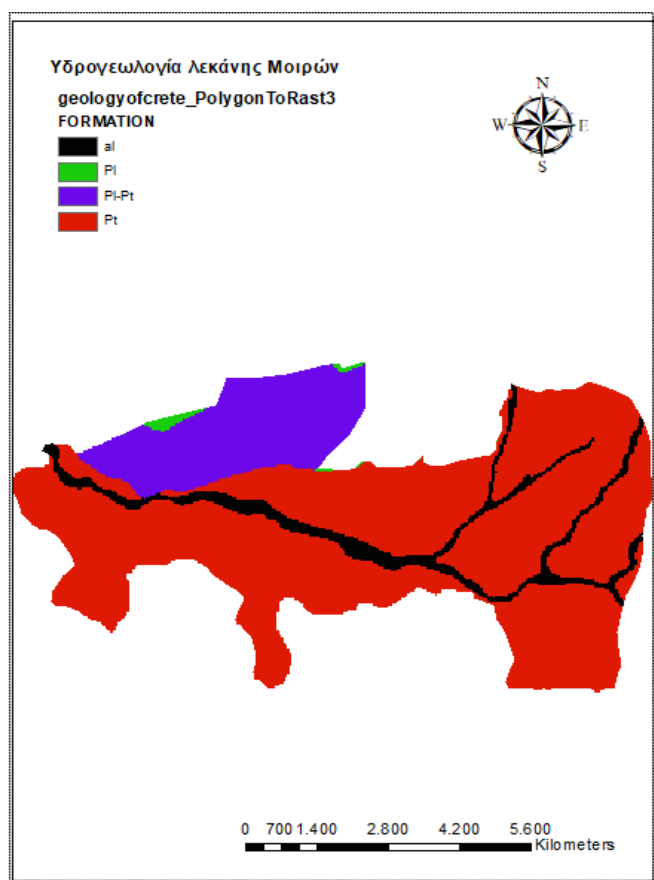 Υδρογεωλογία λεκάνης Μοιρών
geologyofcrete_PolygonToRast3
FORMATION
al
Pl
Pl-Pt
Pt
N
W E
S
0 700 1.400 2.800 4.200 5.600
Kilometers